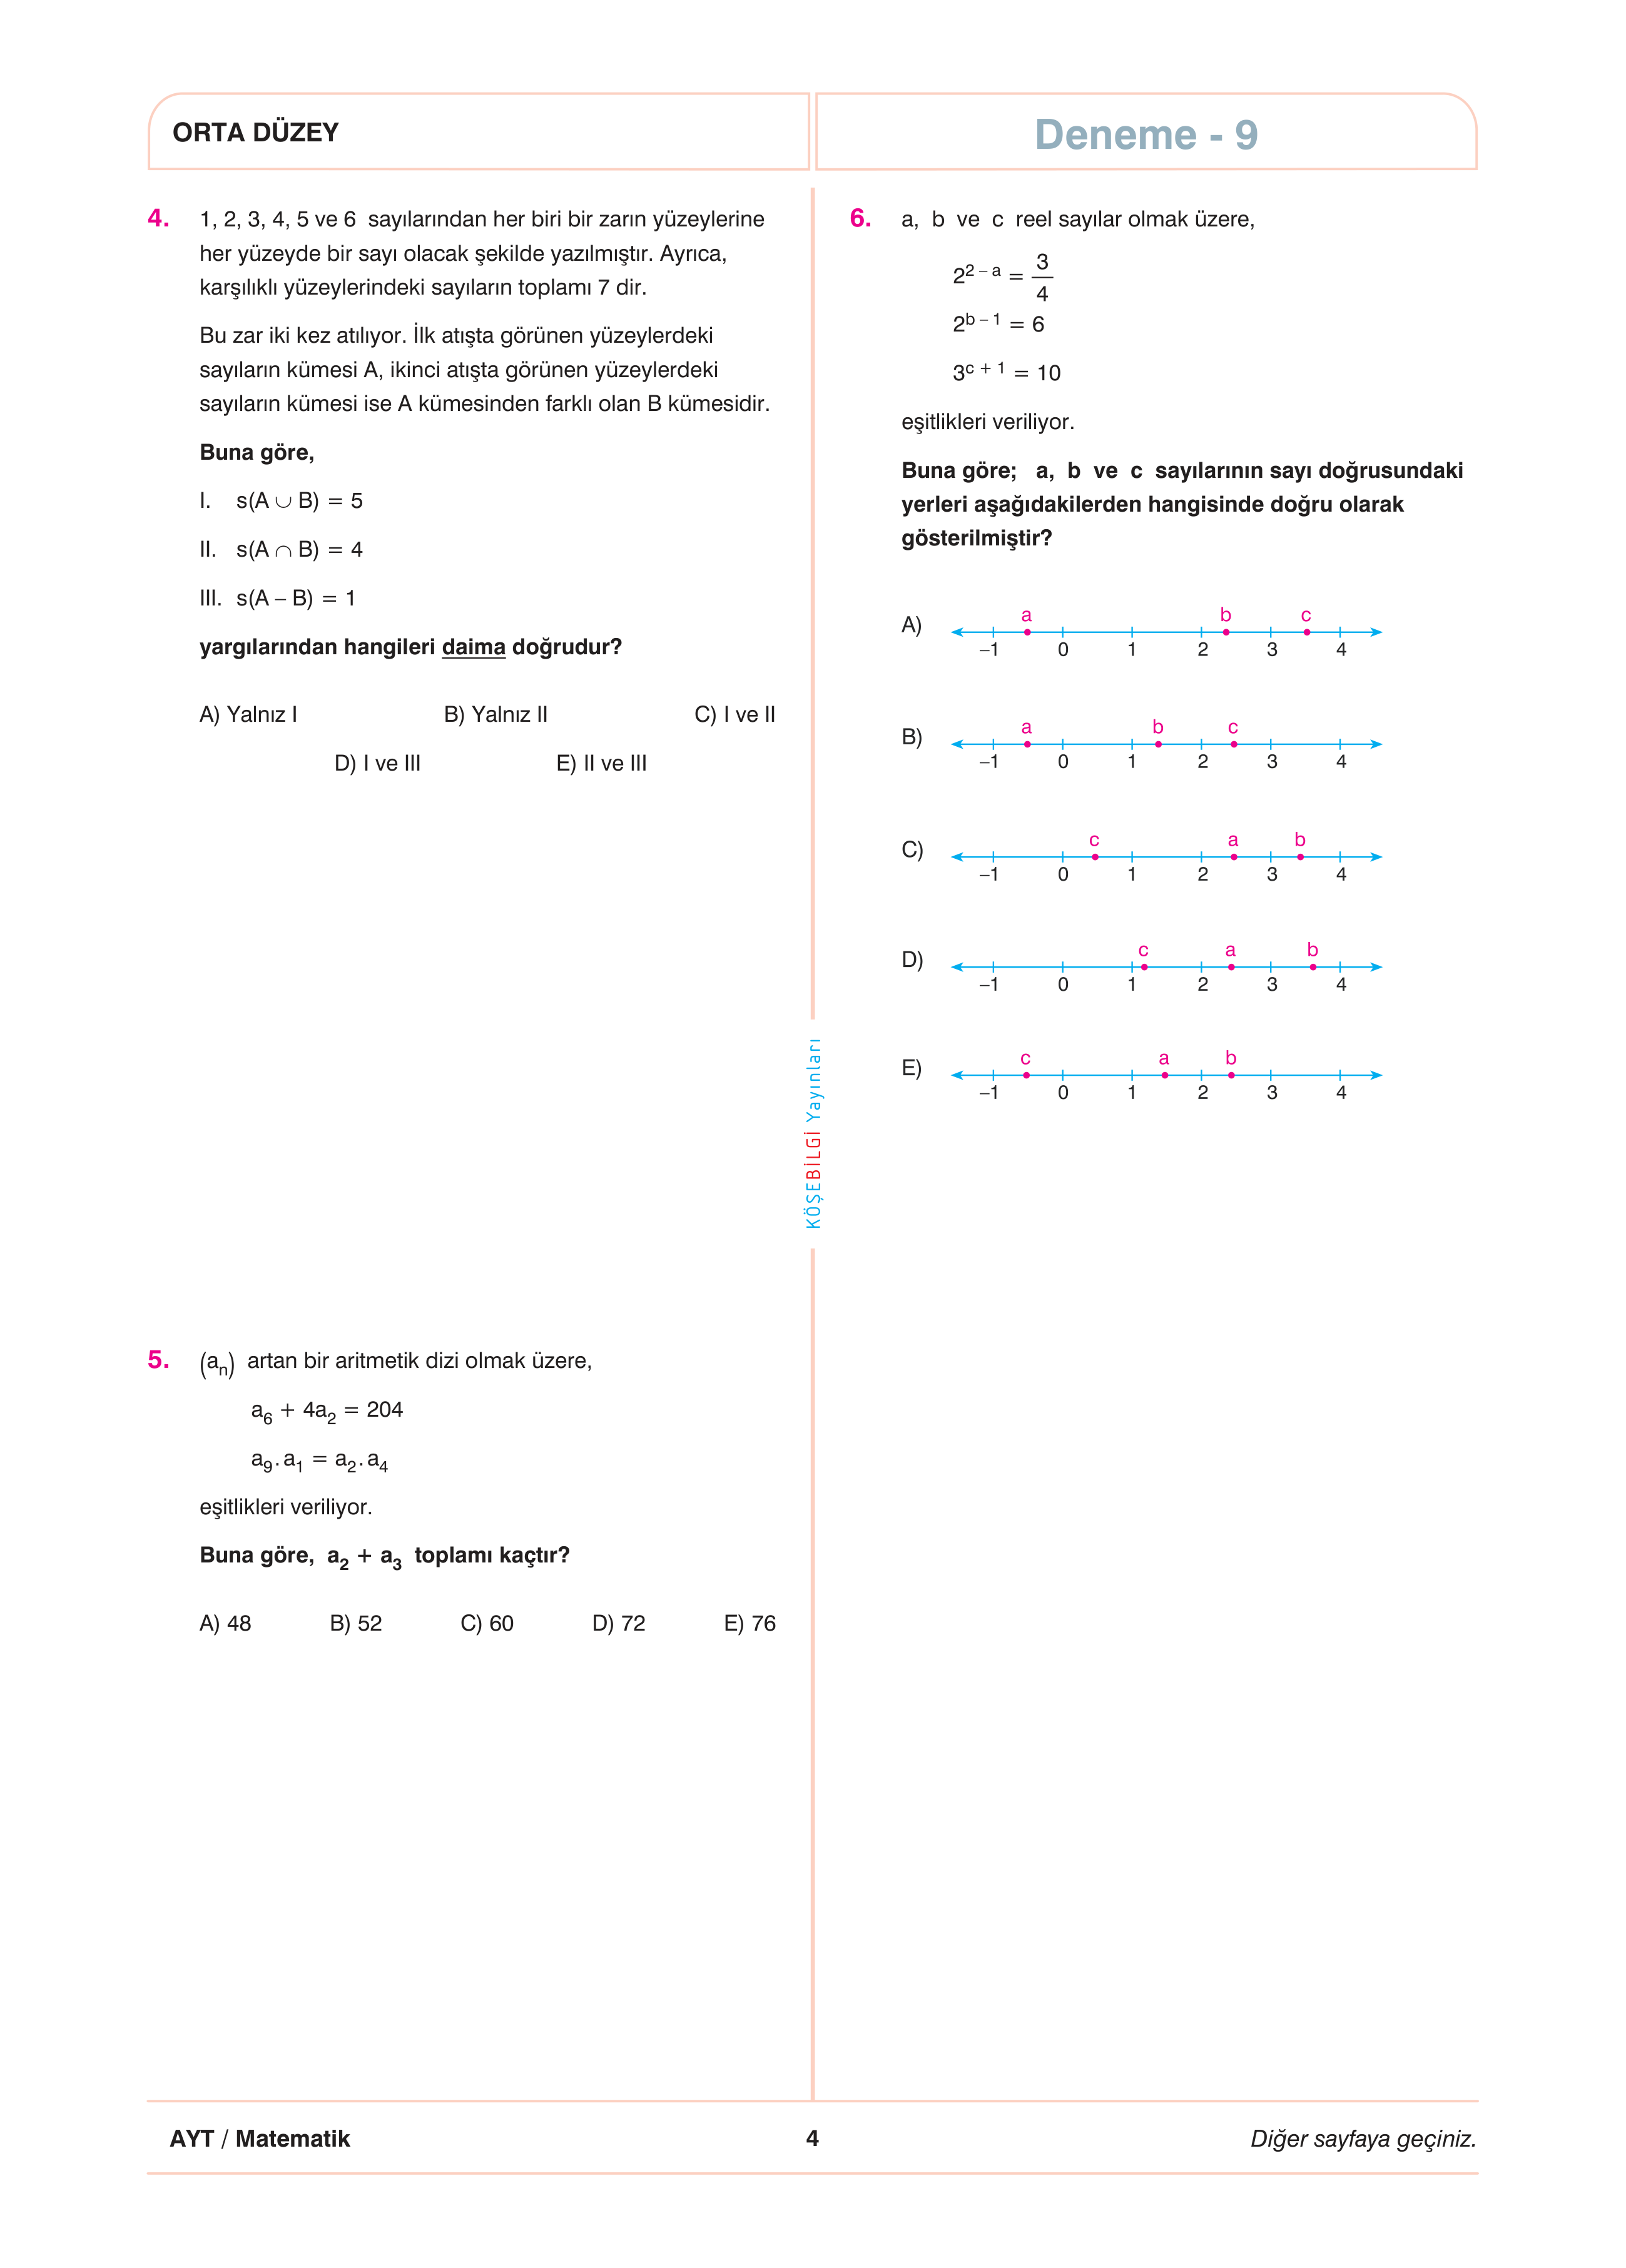 ORTA DÜZEY
Deneme - 9
4. 1, 2, 3, 4, 5 ve 6 sayılarından her biri bir zarın yüzeylerine
her yüzeyde bir sayı olacak şekilde yazılmıştır. Ayrıca,
karşılıklı yüzeylerindeki sayıların toplamı 7 dir.
Bu zar iki kez atılıyor. İlk atışta görünen yüzeylerdeki
sayıların kümesi A, ikinci atışta görünen yüzeylerdeki
sayıların kümesi ise A kümesinden farklı olan B kümesidir.
Buna göre,
I. s(A ∪ B) = 5
II. s(A ∩ B) = 4
III. s(A – B) = 1
yargılarından hangileri daima doğrudur?
A) Yalnız I B) Yalnız II C) I ve II
D) I ve III E) II ve III
5. (a_n) artan bir aritmetik dizi olmak üzere,
a_6 + 4a_2 = 204
a_9 . a_1 = a_2 . a_4
eşitlikleri veriliyor.
Buna göre, a_2 + a_3 toplamı kaçtır?
A) 48 B) 52 C) 60 D) 72 E) 76
KÖŞEBİLGİ Yayınları
6. a, b ve c reel sayılar olmak üzere,
2^(2 – a) = 3/4
2^(b – 1) = 6
3^(c + 1) = 10
eşitlikleri veriliyor.
Buna göre; a, b ve c sayılarının sayı doğrusundaki
yerleri aşağıdakilerden hangisinde doğru olarak
gösterilmiştir?
a b c
A) –1 0 1 2 3 4
a b c
B) –1 0 1 2 3 4
c a b
C) –1 0 1 2 3 4
c a b
D) –1 0 1 2 3 4
c a b
E) –1 0 1 2 3 4
AYT / Matematik
4
Diğer sayfaya geçiniz.